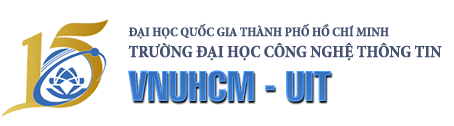 15
ĐẠI HỌC QUỐC GIA THÀNH PHỐ HỒ CHÍ MINH
TRƯỜNG ĐẠI HỌC CÔNG NGHỆ THÔNG TIN
VNUHCM - UIT